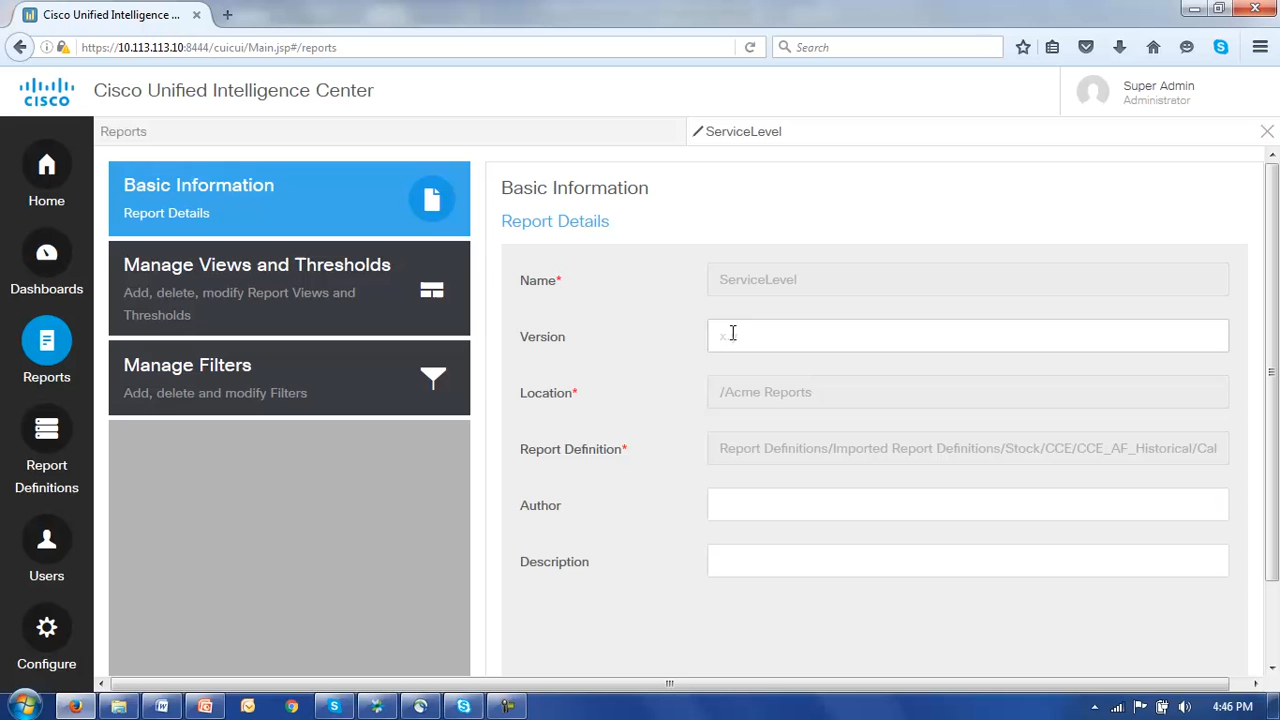 Cisco Unified Intelligence ...
https://10.113.113.10:8444/cuicui/Main.jsp#/reports
Search
CISCO
Cisco Unified Intelligence Center
Super Admin
Administrator
Reports
ServiceLevel
Home
Dashboards
Reports
Report
Definitions
Users
Configure
Basic Information
Report Details
Manage Views and Thresholds
Add, delete, modify Report Views and
Thresholds
Manage Filters
Add, delete and modify Filters
Basic Information
Report Details
Name*
ServiceLevel
Version
Location*
/Acme Reports
Report Definition*
Report Definitions/Imported Report Definitions/Stock/CCE/CCE_AF_Historical/Cal
Author
Description
4:46 PM